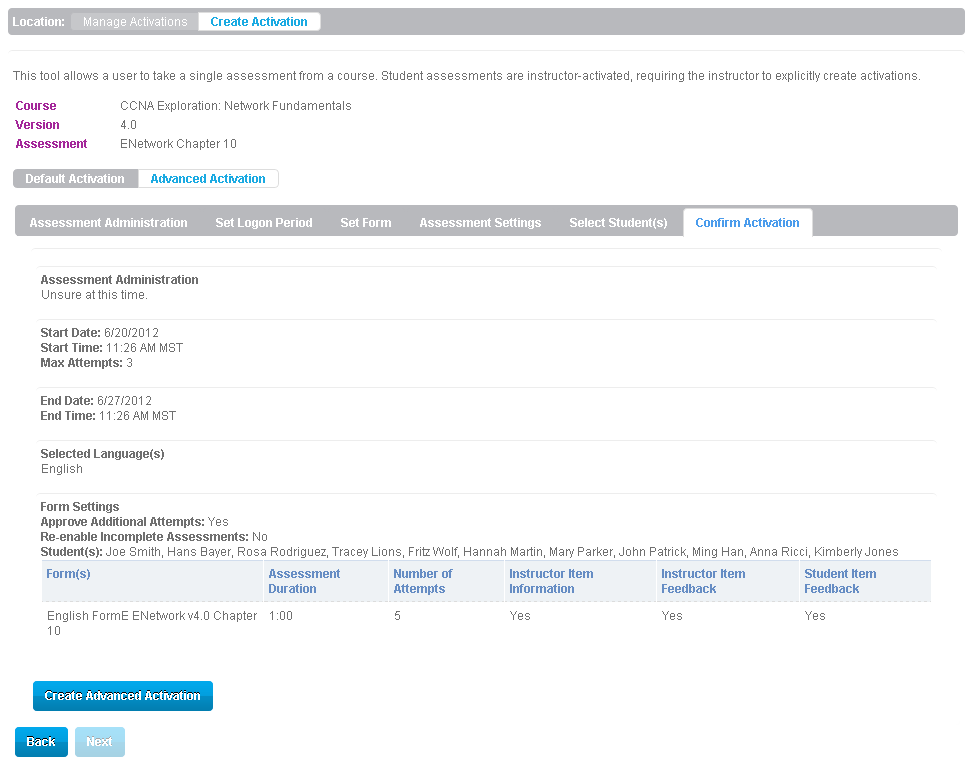 Location: Manage Activations Create Activation
This tool allows a user to take a single assessment from a course. Student assessments are instructor-activated, requiring the instructor to explicitly create activations.
Course CCNA Exploration: Network Fundamentals
Version 4.0
Assessment ENetwork Chapter 10
Default Activation Advanced Activation
Assessment Administration Set Logon Period Set Form Assessment Settings Select Student(s) Confirm Activation
Assessment Administration
Unsure at this time.
Start Date: 6/20/2012
Start Time: 11:26 AM MST
Max Attempts: 3
End Date: 6/27/2012
End Time: 11:26 AM MST
Selected Language(s)
English
Form Settings
Approve Additional Attempts: Yes
Re-enable Incomplete Assessments: No
Student(s): Joe Smith, Hans Bayer, Rosa Rodriguez, Tracey Lions, Fritz Wolf, Hannah Martin, Mary Parker, John Patrick, Ming Han, Anna Ricci, Kimberly Jones
Form(s) Assessment Number of Instructor Item Instructor Item Student Item
Duration Attempts Information Feedback Feedback
English FormE ENetwork v4.0 Chapter 1:00 5 Yes Yes Yes
10
Create Advanced Activation
Back Next